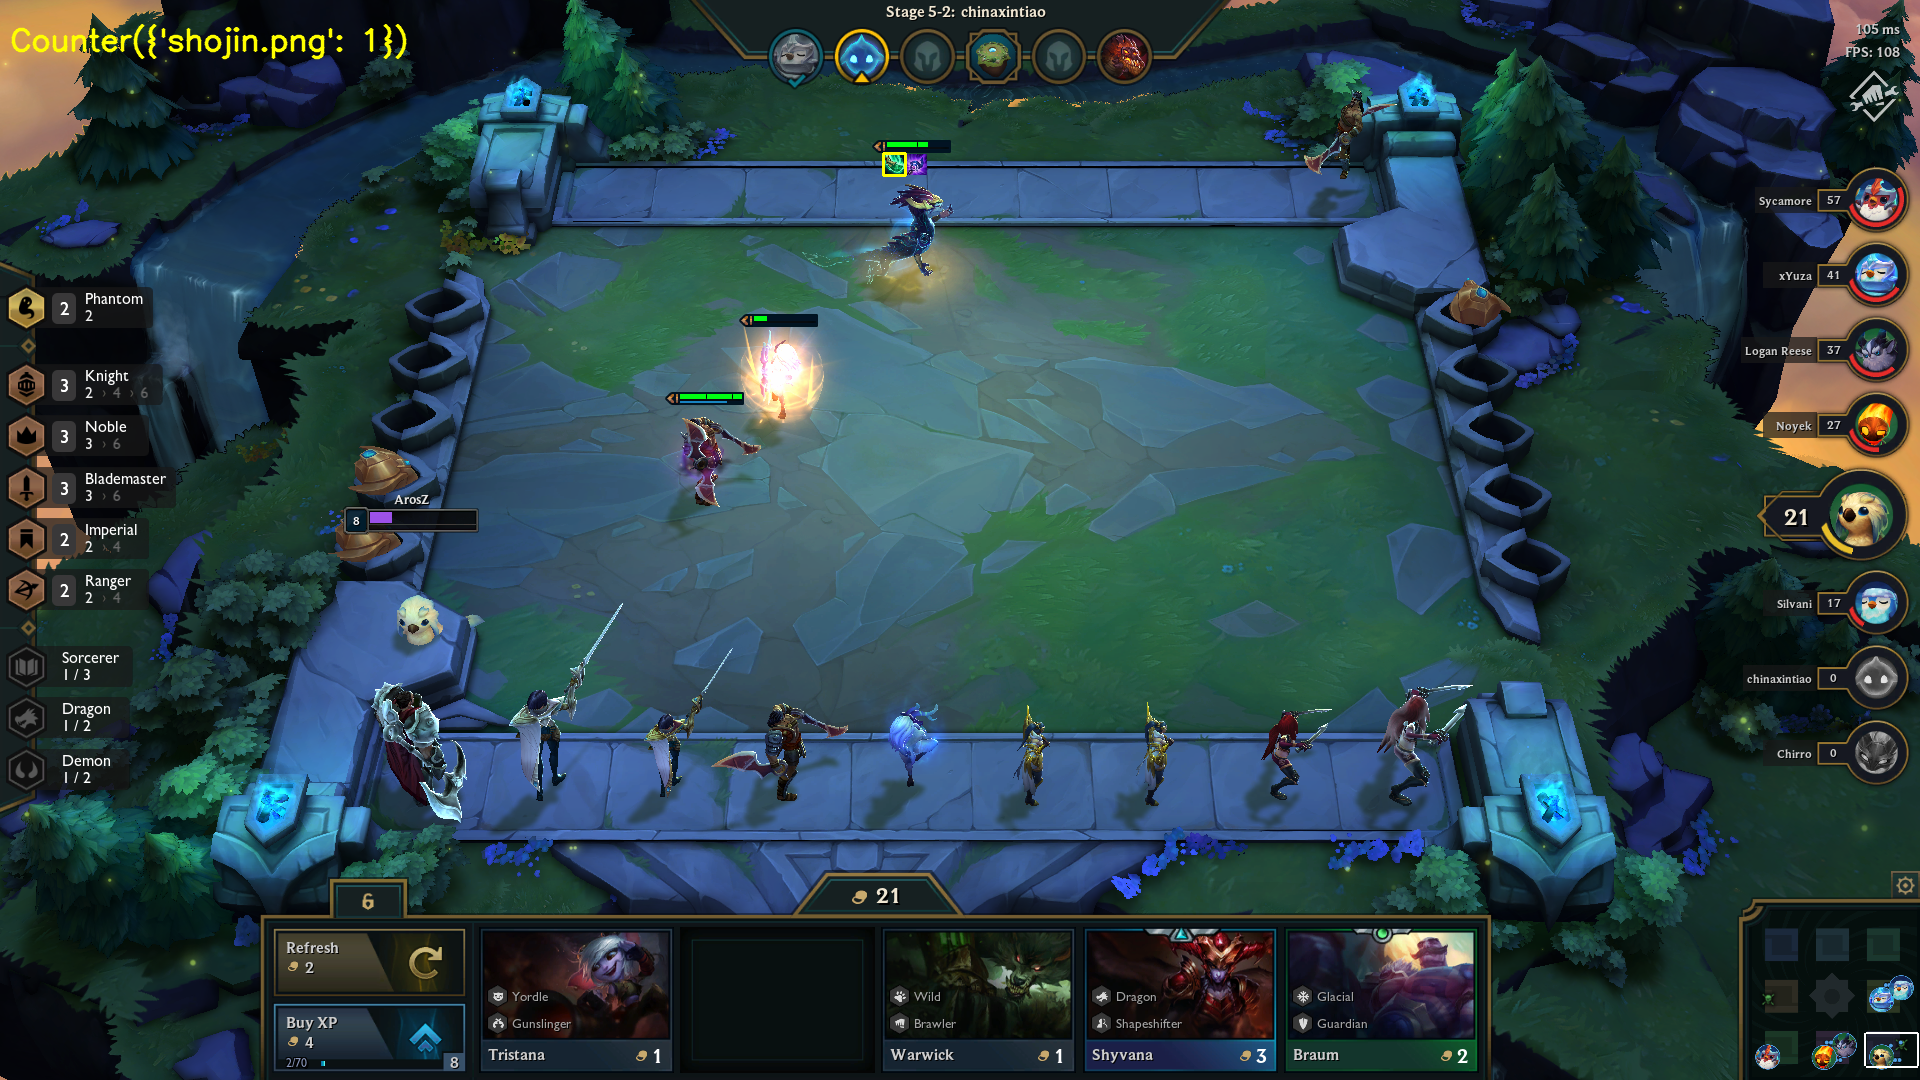 Stage 5-2: chinaxintiao
Counter({'shojin.png': 1})
105 ms
FPS: 108
Sycamore 57
xYuza 41
Logan Reese 37
Noyek 27
21
Silvani 17
chinaxintiao 0
Chirro 0
2 Phantom
2
3 Knight
2 › 4 › 6
3 Noble
3 › 6
3 Blademaster
3 › 6
2 Imperial
2 › 4
2 Ranger
2 › 4
Sorcerer
1 / 3
Dragon
1 / 2
Demon
1 / 2
ArosZ
8
6
21
Refresh
2
Buy XP
4
2/70
8
Yordle
Gunslinger
Tristana 1
Wild
Brawler
Warwick 1
Dragon
Shapeshifter
Shyvana 3
Glacial
Guardian
Braum 2